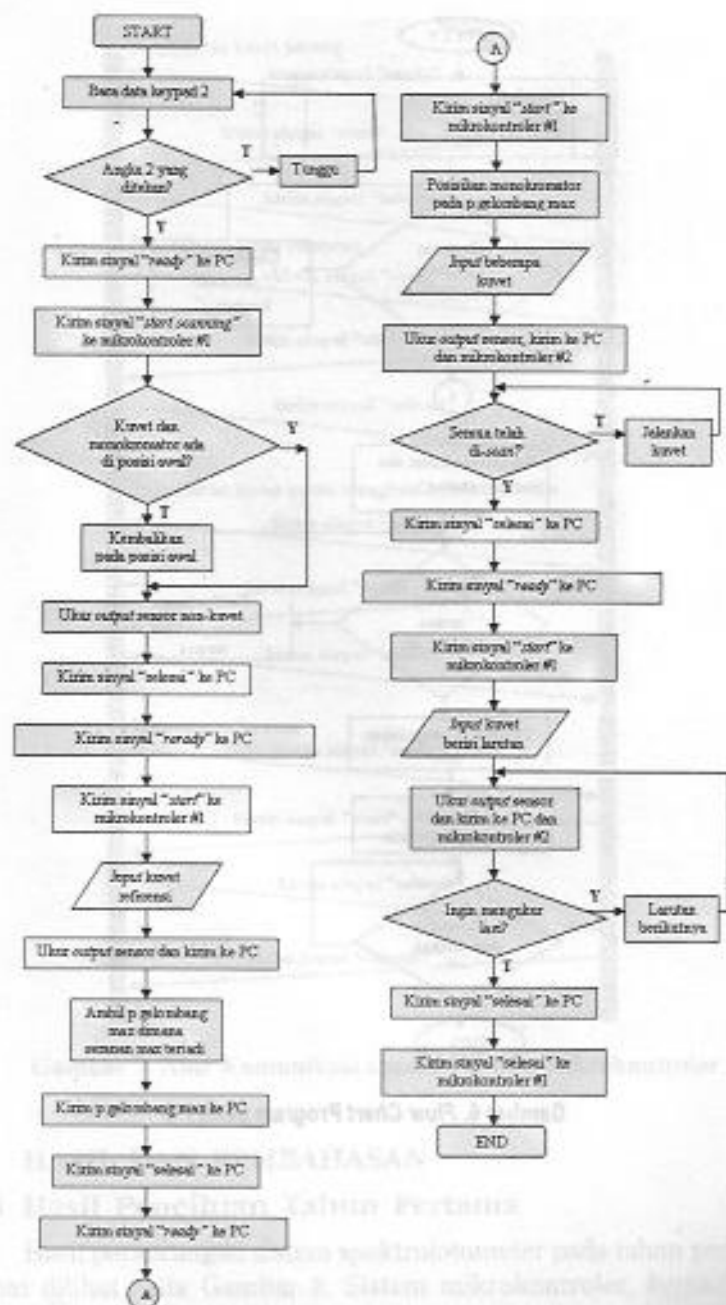 START
Baca data keypad 2
Angka 2 yang
ditekan?
T
Tunggu
Y
Kirim sinyal "ready" ke PC
Kirim sinyal "start scanning"
ke mikrokontroler #2
Kuvet dan
monokromator ada
di posisi awal?
Y
T
Kembalikan
pada posisi awal
Ukur output sensor non-kuvet
Kirim sinyal "selesai" ke PC
Kirim sinyal "ready" ke PC
Kirim sinyal "start" ke
mikrokontroler #1
Input kuvet
referensi
Ukur output sensor dan kirim ke PC
Ambil p.gelombang
max dimana
serapan max terjadi
Kirim p.gelombang max ke PC
Kirim sinyal "selesai" ke PC
Kirim sinyal "ready" ke PC
A
A
Kirim sinyal "start" ke
mikrokontroler #1
Posisikan monokromator
pada p.gelombang max
Input beberapa
kuvet
Ukur output sensor, kirim ke PC
dan mikrokontroler #2
Semua telah
di-scan?
T
Jalankan
kuvet
Y
Kirim sinyal "selesai" ke PC
Kirim sinyal "ready" ke PC
Kirim sinyal "start" ke
mikrokontroler #1
Input kuvet
berisi larutan
Ukur output sensor
dan kirim ke PC dan
mikrokontroler #2
Ingin mengukur
lain?
Y
Larutan
berikutnya
T
Kirim sinyal "selesai" ke PC
Kirim sinyal "selesai" ke
mikrokontroler #1
END
Gambar 6. Flow Chart Program